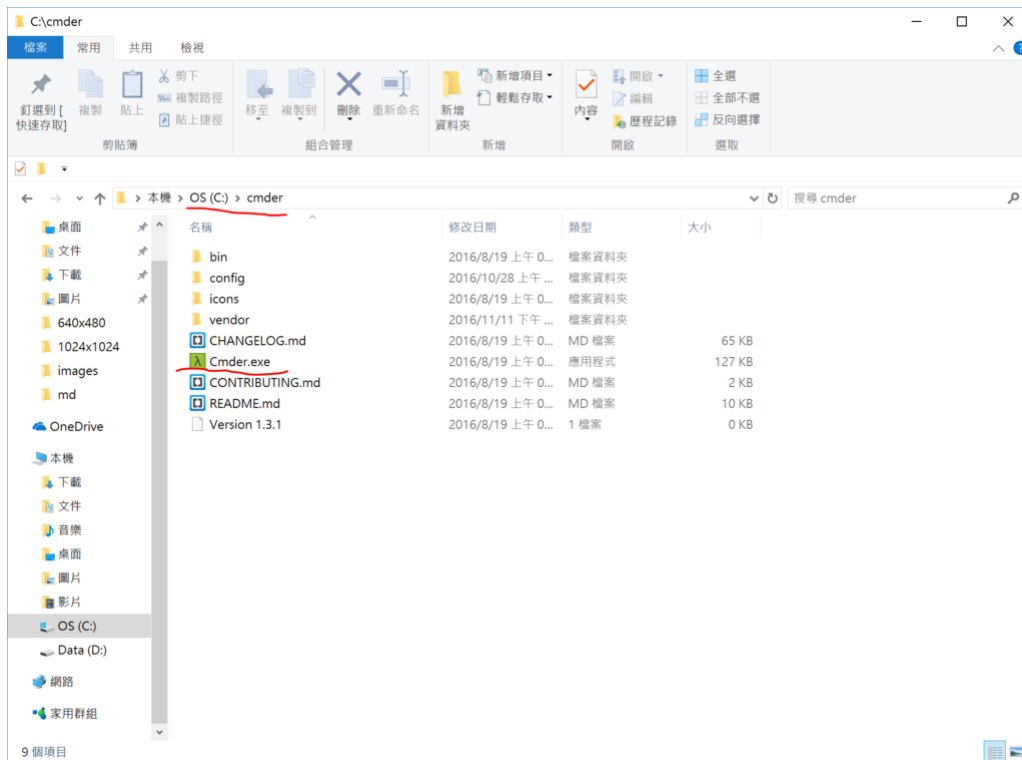 C:\cmder
檔案 常用 共用 檢視
釘選到 [快速存取] 複製 貼上 剪下 複製路徑 貼上捷徑 移至 複製到 刪除 重新命名 新增資料夾 新增項目 輕鬆存取 內容 開啟 編輯 歷程記錄 全選 全部不選 反向選擇
剪貼簿 組合管理 新增 開啟 選取
本機 OS (C:) cmder 搜尋 cmder
桌面
文件
下載
圖片
640x480
1024x1024
images
md
OneDrive
本機
下載
文件
音樂
桌面
圖片
影片
OS (C:)
Data (D:)
網路
家用群組
名稱 修改日期 類型 大小
bin 2016/8/19 上午 0... 檔案資料夾
config 2016/10/28 上午 ... 檔案資料夾
icons 2016/8/19 上午 0... 檔案資料夾
vendor 2016/11/11 下午 ... 檔案資料夾
CHANGELOG.md 2016/8/19 上午 0... MD 檔案 65 KB
Cmder.exe 2016/8/19 上午 0... 應用程式 127 KB
CONTRIBUTING.md 2016/8/19 上午 0... MD 檔案 2 KB
README.md 2016/8/19 上午 0... MD 檔案 10 KB
Version 1.3.1 2016/8/19 上午 0... 1 檔案 0 KB
9 個項目